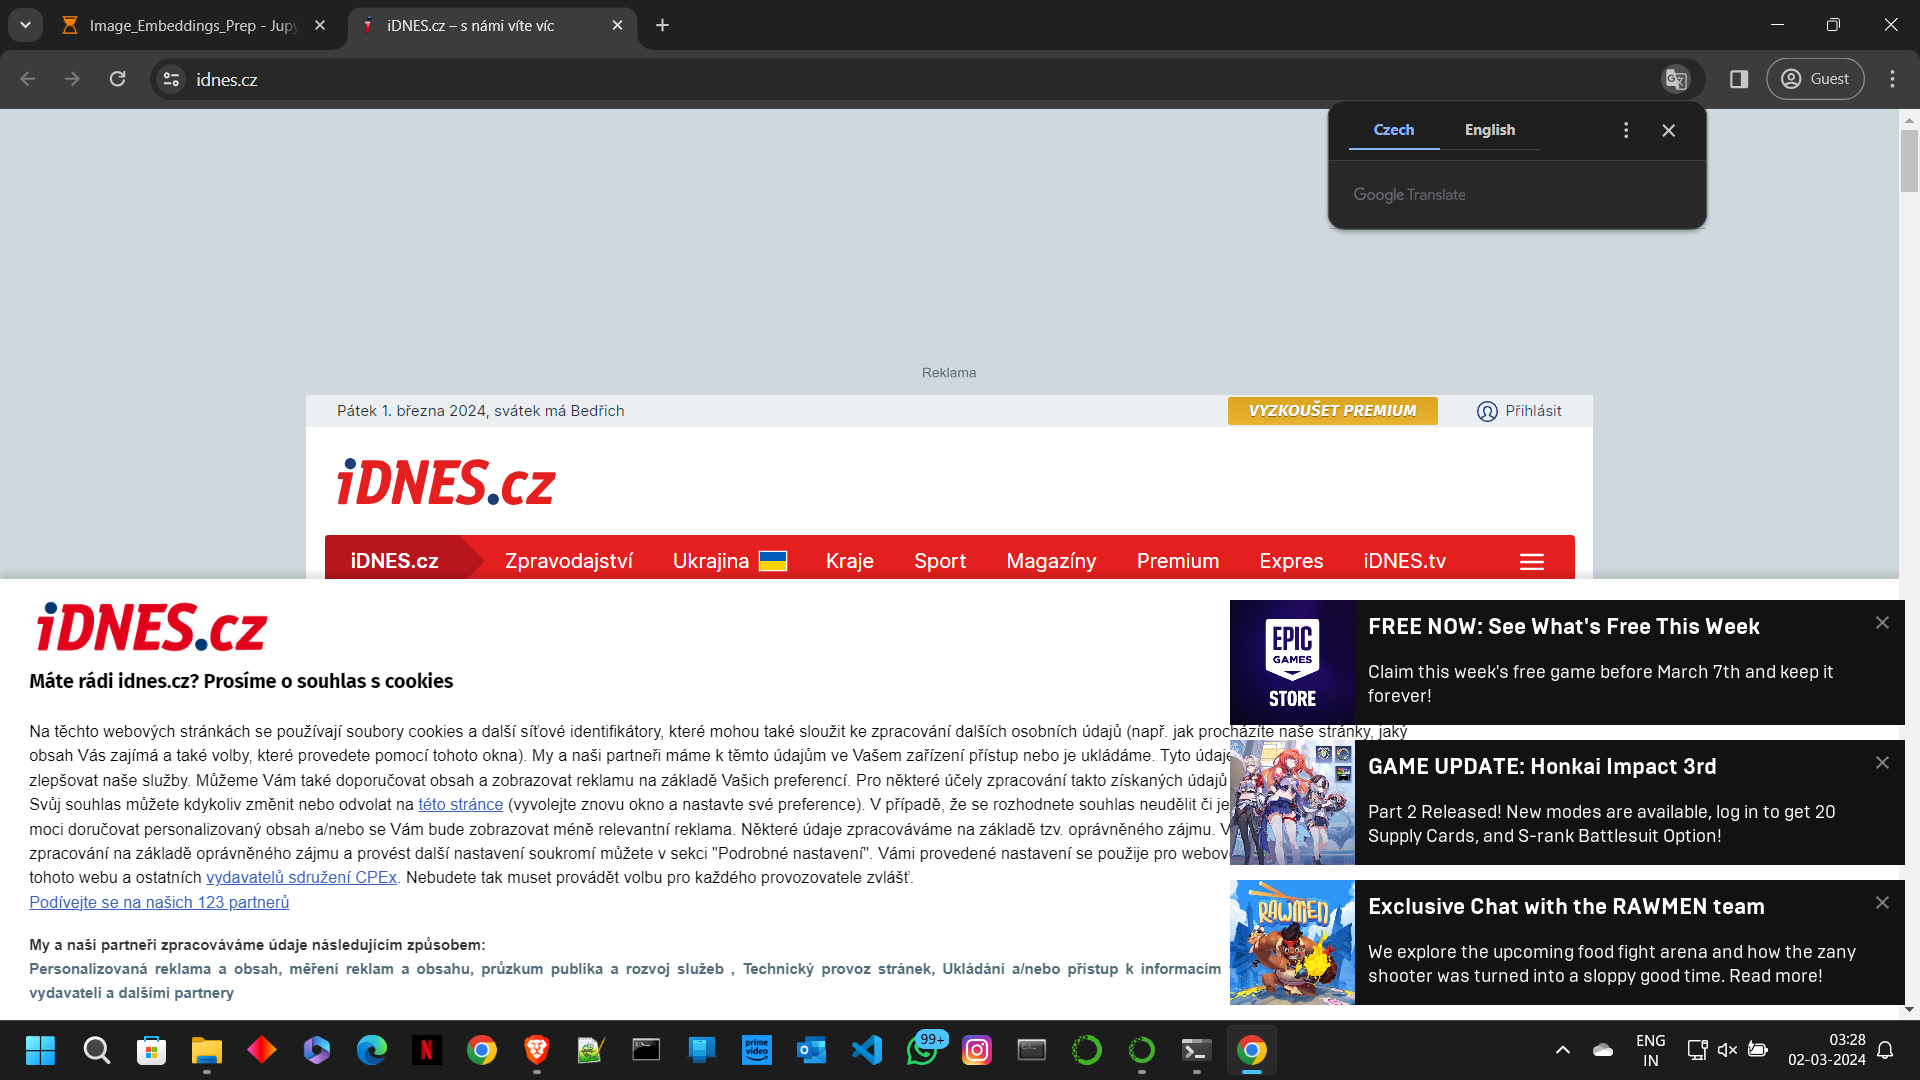 Image_Embeddings_Prep - Jupy
iDNES.cz – s námi víte víc
idnes.cz
Guest
Czech
English
Google Translate
Reklama
Pátek 1. března 2024, svátek má Bedřich
VYZKOUŠET PREMIUM
Přihlásit
iDNES.cz
iDNES.cz
Zpravodajství
Ukrajina
Kraje
Sport
Magazíny
Premium
Expres
iDNES.tv
iDNES.cz
Máte rádi idnes.cz? Prosíme o souhlas s cookies
Na těchto webových stránkách se používají soubory cookies a další síťové identifikátory, které mohou také sloužit ke zpracování dalších osobních údajů (např. jak procházíte naše stránky, jaký
obsah Vás zajímá a také volby, které provedete pomocí tohoto okna). My a naši partneři máme k těmto údajům ve Vašem zařízení přístup nebo je ukládáme. Tyto údaje
zlepšovat naše služby. Můžeme Vám také doporučovat obsah a zobrazovat reklamu na základě Vašich preferencí. Pro některé účely zpracování takto získaných údajů
Svůj souhlas můžete kdykoliv změnit nebo odvolat na této stránce (vyvolejte znovu okno a nastavte své preference). V případě, že se rozhodnete souhlas neudělit či je
moci doručovat personalizovaný obsah a/nebo se Vám bude zobrazovat méně relevantní reklama. Některé údaje zpracováváme na základě tzv. oprávněného zájmu. V
zpracování na základě oprávněného zájmu a provést další nastavení soukromí můžete v sekci "Podrobné nastavení". Vámi provedené nastavení se použije pro webov
tohoto webu a ostatních vydavatelů sdružení CPEx. Nebudete tak muset provádět volbu pro každého provozovatele zvlášť.
Podívejte se na našich 123 partnerů
My a naši partneři zpracováváme údaje následujícím způsobem:
Personalizovaná reklama a obsah, měření reklam a obsahu, průzkum publika a rozvoj služeb , Technický provoz stránek, Ukládání a/nebo přístup k informacím
vydavateli a dalšími partnery
EPIC
GAMES
STORE
FREE NOW: See What's Free This Week
Claim this week's free game before March 7th and keep it
forever!
GAME UPDATE: Honkai Impact 3rd
Part 2 Released! New modes are available, log in to get 20
Supply Cards, and S-rank Battlesuit Option!
RAWMEN
Exclusive Chat with the RAWMEN team
We explore the upcoming food fight arena and how the zany
shooter was turned into a sloppy good time. Read more!
prime
video
99+
ENG
IN
03:28
02-03-2024